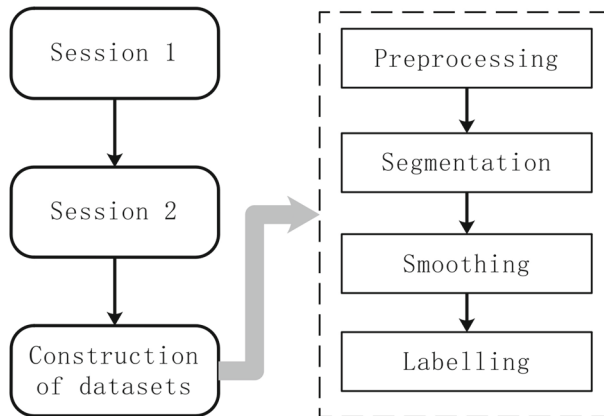 Session 1
Session 2
Construction
of datasets
Preprocessing
Segmentation
Smoothing
Labelling